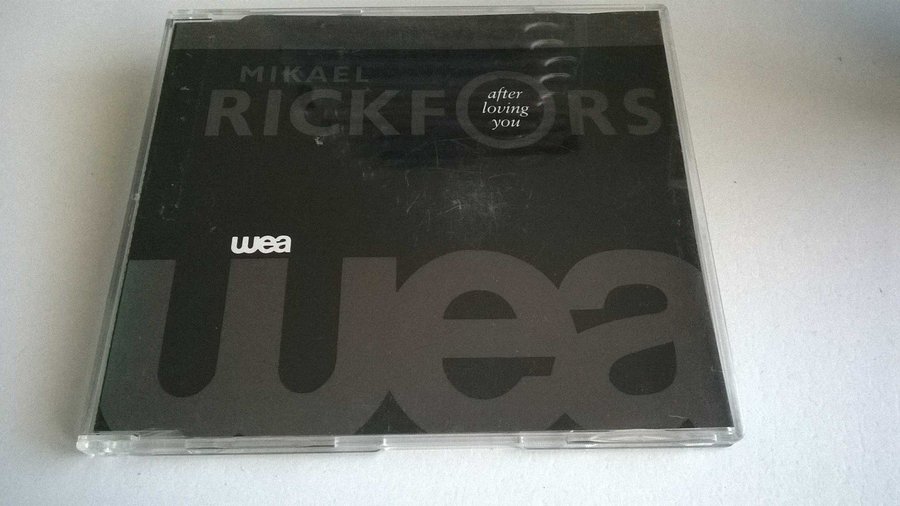 MIKAEL
RICKFORS
after
loving
you
wea
wea